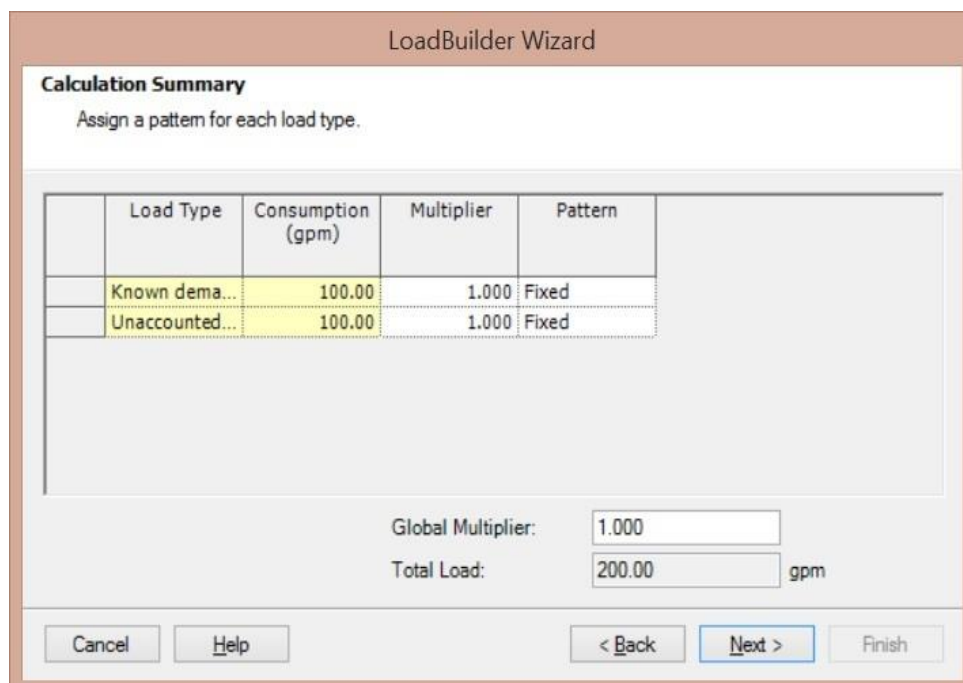 LoadBuilder Wizard
Calculation Summary
Assign a pattern for each load type.
Load Type Consumption (gpm) Multiplier Pattern
Known dema... 100.00 1.000 Fixed
Unaccounted... 100.00 1.000 Fixed
Global Multiplier: 1.000
Total Load: 200.00 gpm
Cancel Help < Back Next > Finish